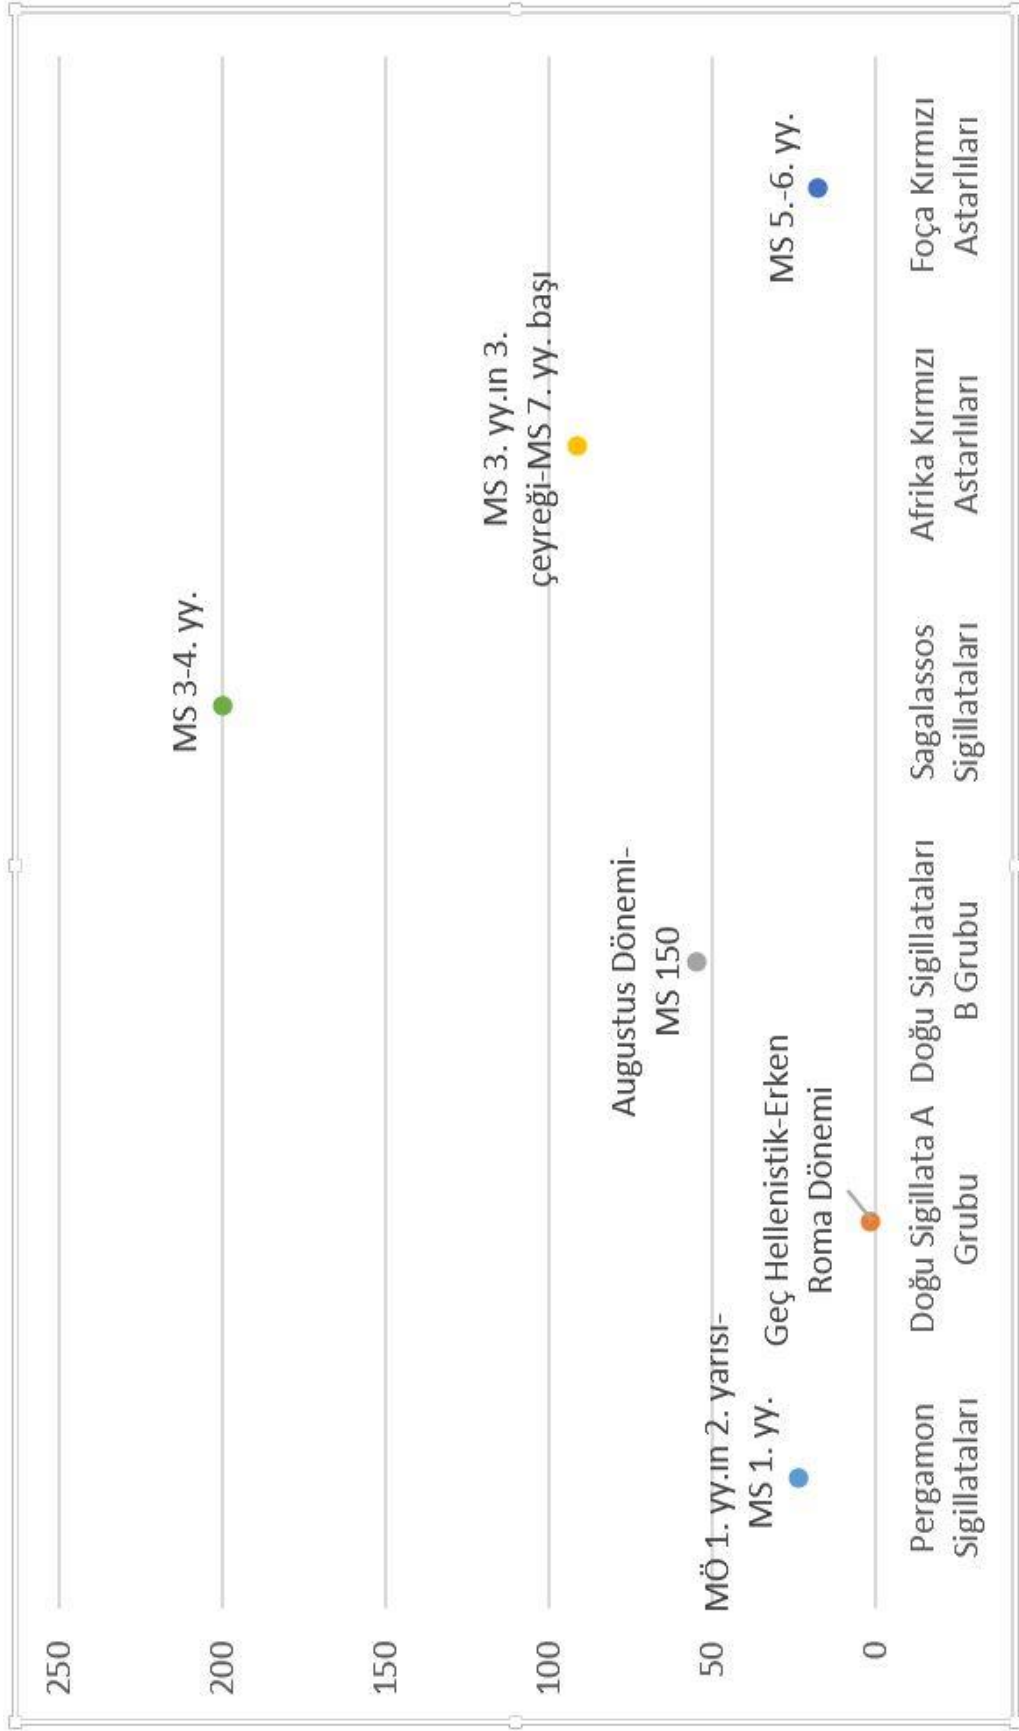 250
200
150
100
50
0
MÖ 1. yy.ın 2. yarısı-
MS 1. yy.
Geç Hellenistik-Erken
Roma Dönemi
Augustus Dönemi-
MS 150
MS 3-4. yy.
MS 3. yy.ın 3.
çeyreği-MS 7. yy. başı
MS 5.-6. yy.
Pergamon
Sigillataları
Doğu Sigillata A
Grubu
Doğu Sigillataları
B Grubu
Sagalassos
Sigillataları
Afrika Kırmızı
Astarlıları
Foça Kırmızı
Astarlıları